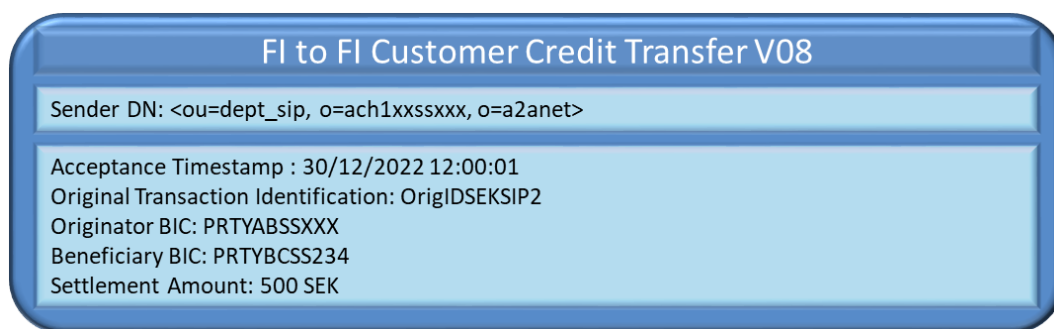 FI to FI Customer Credit Transfer V08
Sender DN: <ou=dept_sip, o=ach1xxssxxx, o=a2anet>
Acceptance Timestamp : 30/12/2022 12:00:01
Original Transaction Identification: OrigIDSEKSIP2
Originator BIC: PRTYABSSXXX
Beneficiary BIC: PRTYBCSS234
Settlement Amount: 500 SEK